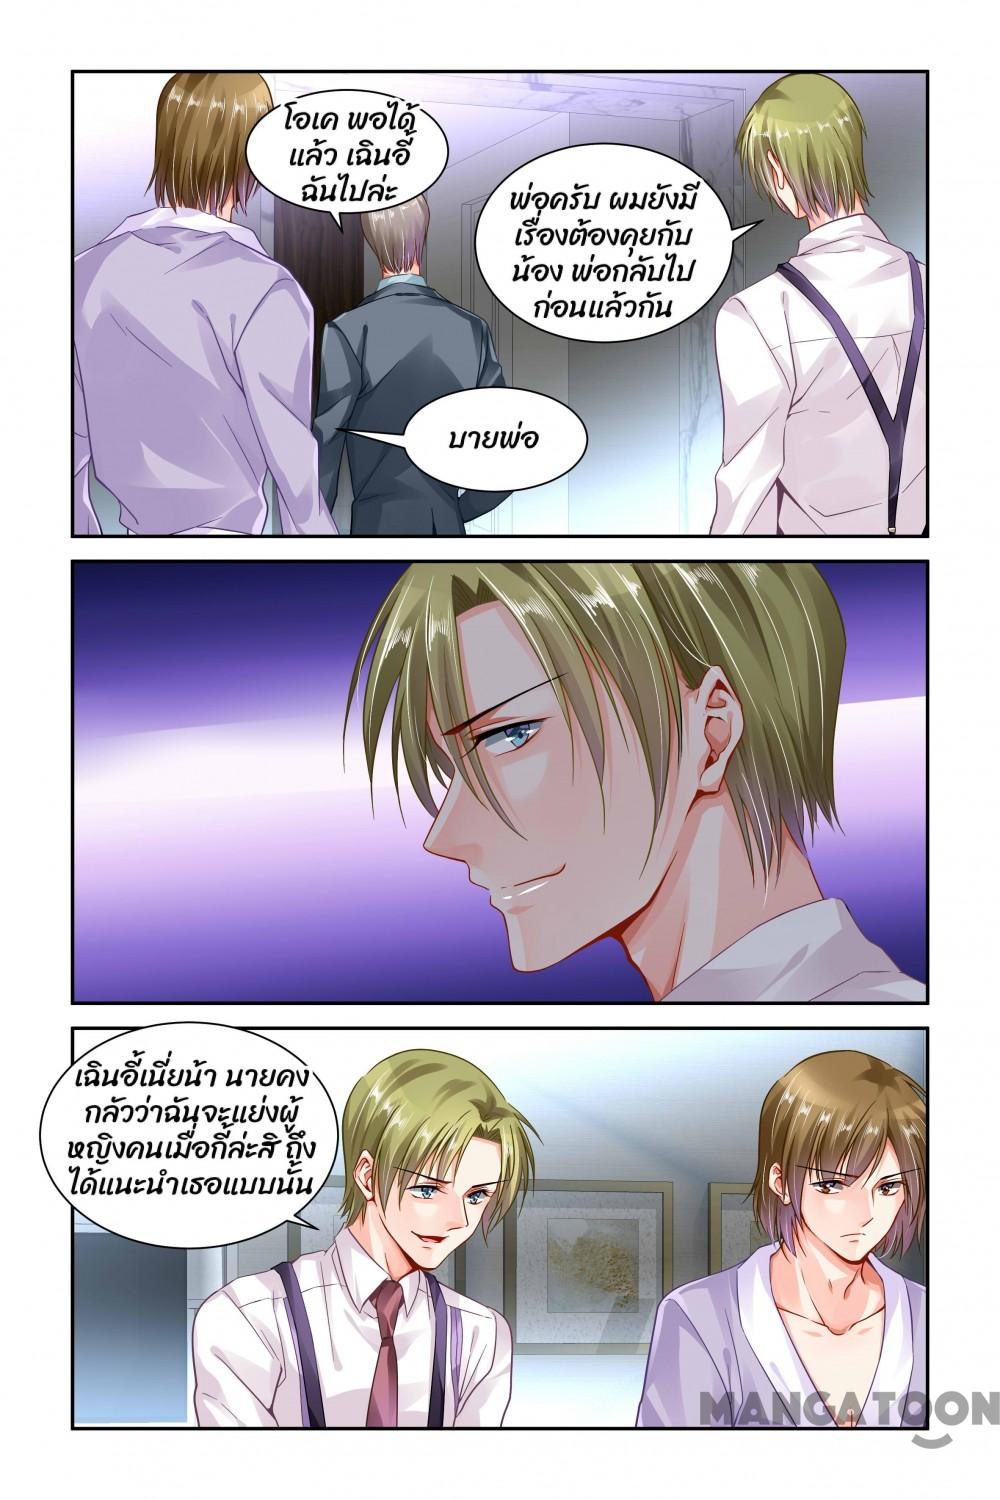 โอเค พอได้
แล้ว เฉินอี้
ฉันไปล่ะ
พ่อครับ ผมยังมี
เรื่องต้องคุยกับ
น้อง พ่อกลับไป
ก่อนแล้วกัน
บายพ่อ
เฉินอี้เนี่ยน้า นายคง
กลัวว่าฉันจะแย่งผู้
หญิงคนเมื่อกี้ล่ะสิ ถึง
ได้แนะนำเธอแบบนั้น
MANGATOON